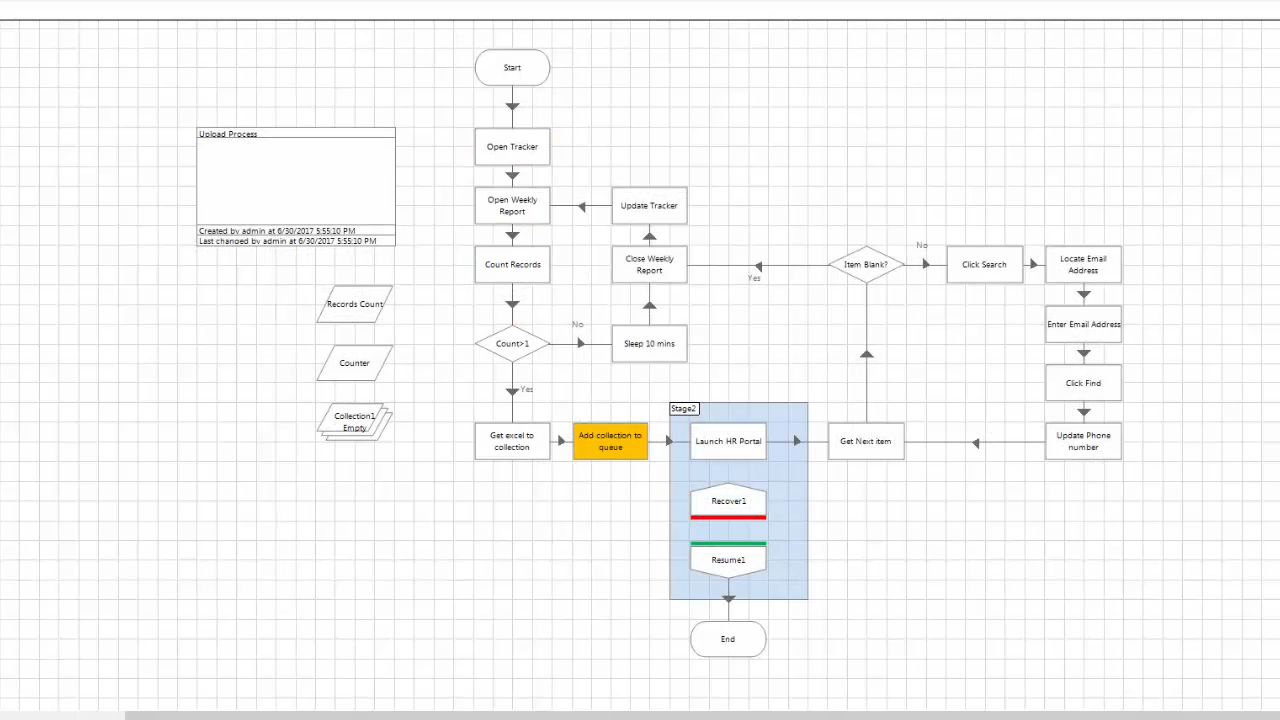 Start
Upload Process
Created by admin at 6/30/2017 5:55:10 PM
Last changed by admin at 6/30/2017 5:55:10 PM
Open Tracker
Open Weekly
Report
Update Tracker
Count Records
Close Weekly
Report
Yes
Item Blank?
No
Click Search
Locate Email
Address
Records Count
Enter Email Address
Count>1
No
Sleep 10 mins
Counter
Yes
Click Find
Collection1
Empty
Stage2
Get excel to
collection
Add collection to
queue
Launch HR Portal
Get Next item
Update Phone
number
Recover1
Resume1
End